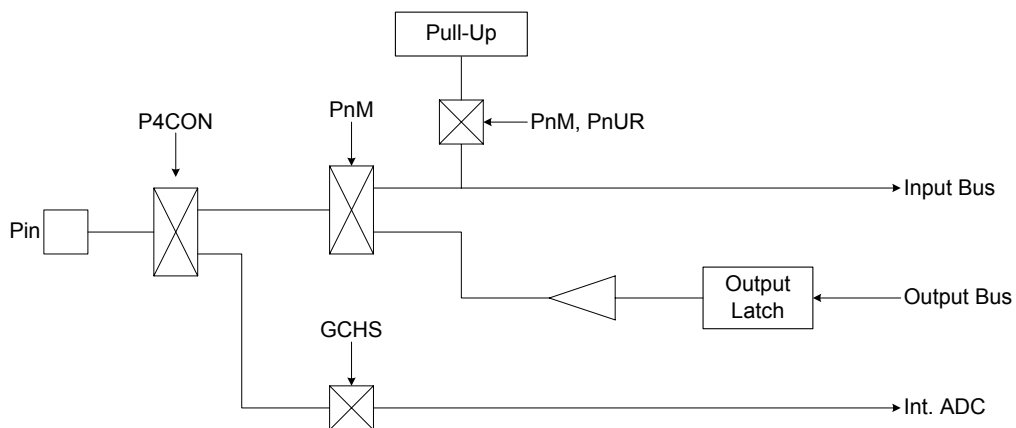 Pull-Up
PnM
PnM, PnUR
P4CON
Input Bus
Pin
Output
Latch
Output Bus
GCHS
Int. ADC